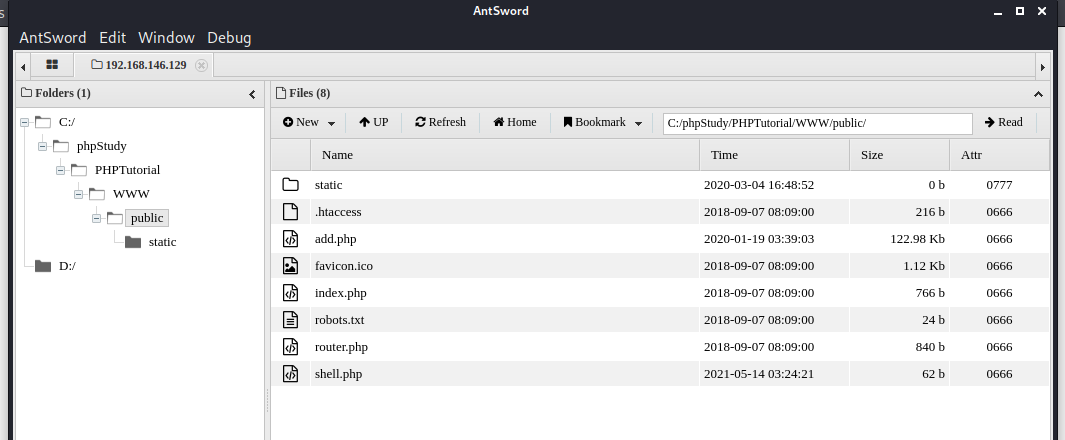 AntSword
AntSword Edit Window Debug
192.168.146.129
Folders (1)
Files (8)
New UP Refresh Home Bookmark C:/phpStudy/PHPTutorial/WWW/public/ Read
C:/
phpStudy
PHPTutorial
WWW
public
static
D:/
Name Time Size Attr
static 2020-03-04 16:48:52 0 b 0777
.htaccess 2018-09-07 08:09:00 216 b 0666
add.php 2020-01-19 03:39:03 122.98 Kb 0666
favicon.ico 2018-09-07 08:09:00 1.12 Kb 0666
index.php 2018-09-07 08:09:00 766 b 0666
robots.txt 2018-09-07 08:09:00 24 b 0666
router.php 2018-09-07 08:09:00 840 b 0666
shell.php 2021-05-14 03:24:21 62 b 0666